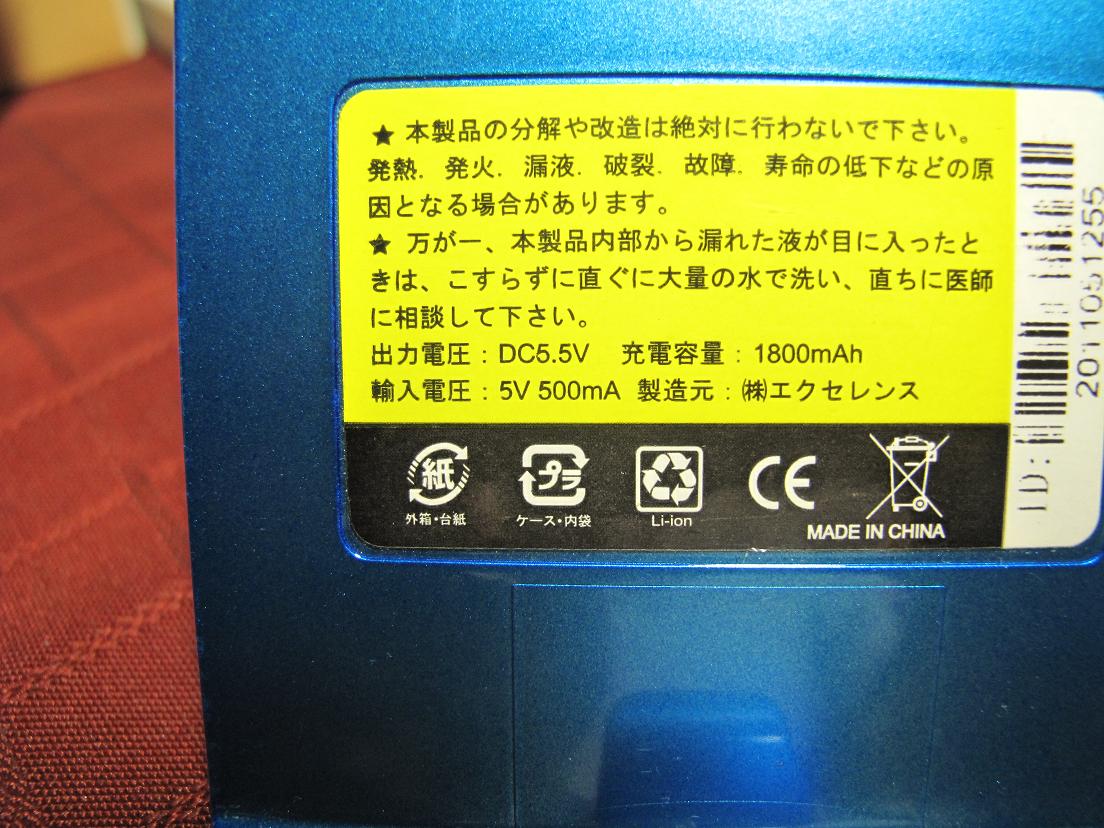 ★ 本製品の分解や改造は絶対に行わないで下さい。
発熱. 発火. 漏液. 破裂. 故障. 寿命の低下などの原
因となる場合があります。
★ 万が一、本製品内部から漏れた液が目に入ったと
きは、こすらずに直ぐに大量の水で洗い、直ちに医師
に相談して下さい。
出力電圧：DC5.5V 充電容量：1800mAh
輸入電圧：5V 500mA 製造元：㈱エクセレンス
紙
外箱・台紙
プラ
ケース・内袋
Li-ion
CE
MADE IN CHINA
ID: 201105151255